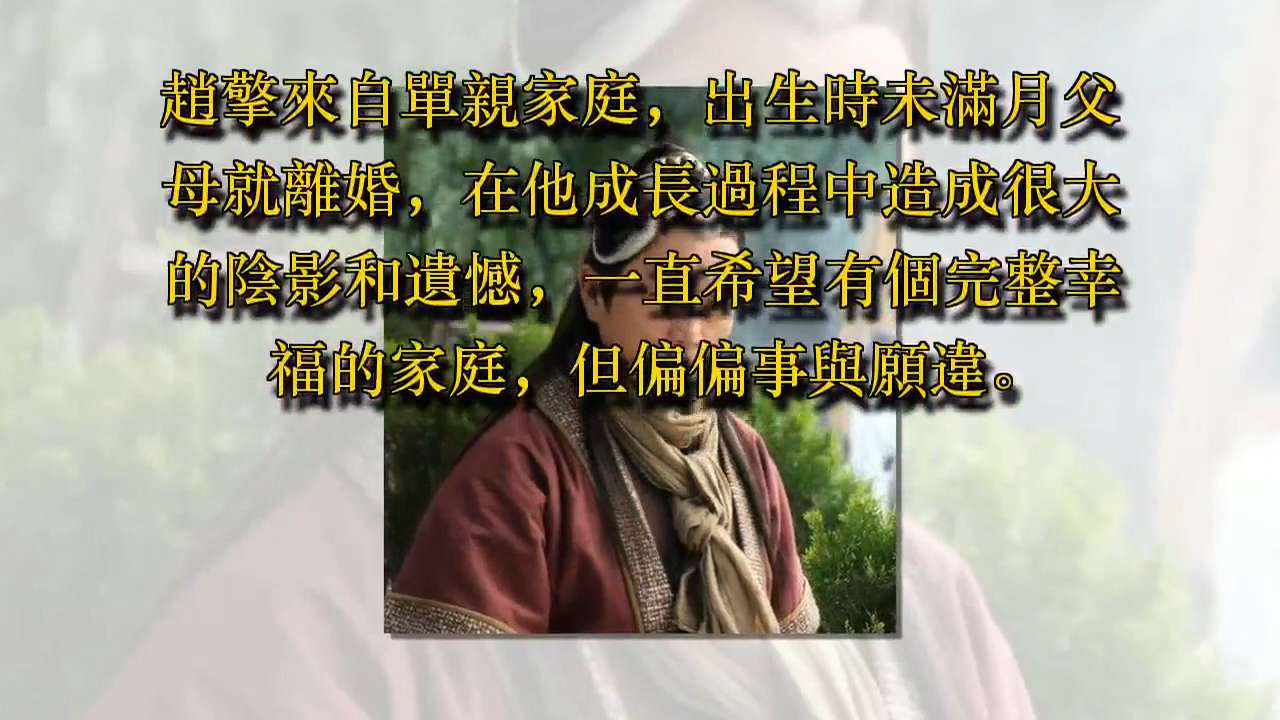 趙擎來自單親家庭，出生時未滿月父
母就離婚，在他成長過程中造成很大
的陰影和遺憾，一直希望有個完整幸
福的家庭，但偏偏事與願違。